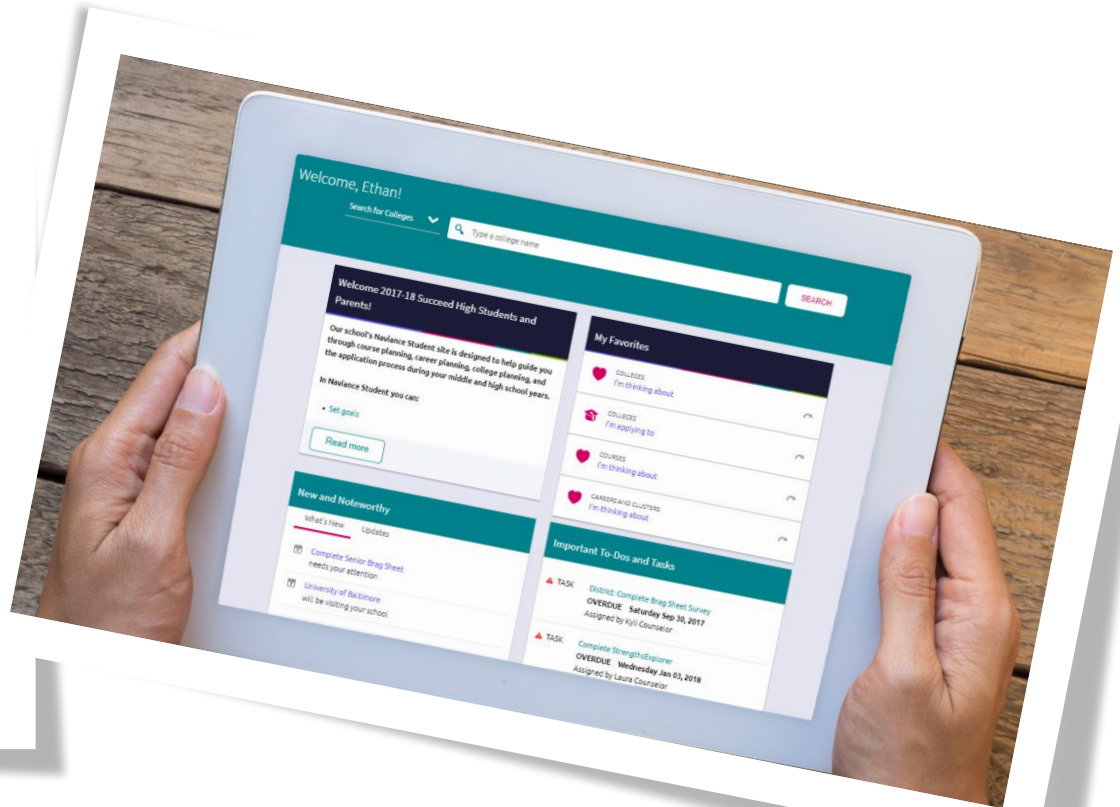 Welcome, Ethan!
Search for Colleges
Type a college name
SEARCH
Welcome 2017-18 Succeed High Students and
Parents!
Our school's Naviance Student site is designed to help guide you
through course planning, career planning, college planning, and
the application process during your middle and high school years.
In Naviance Student you can:
• Set goals
Read more
My Favorites
COLLEGES
I'm thinking about
COLLEGES
I'm applying to
COURSES
I'm thinking about
CAREERS AND CLUSTERS
I'm thinking about
New and Noteworthy
What's New Updates
Complete Senior Brag Sheet
needs your attention
University of Baltimore
will be visiting your school
Important To-Dos and Tasks
TASK District: Complete Brag Sheet Survey
OVERDUE Saturday Sep 30, 2017
Assigned by Kyli Counselor
TASK Complete StrengthsExplorer
OVERDUE Wednesday Jan 03, 2018
Assigned by Laura Counselor